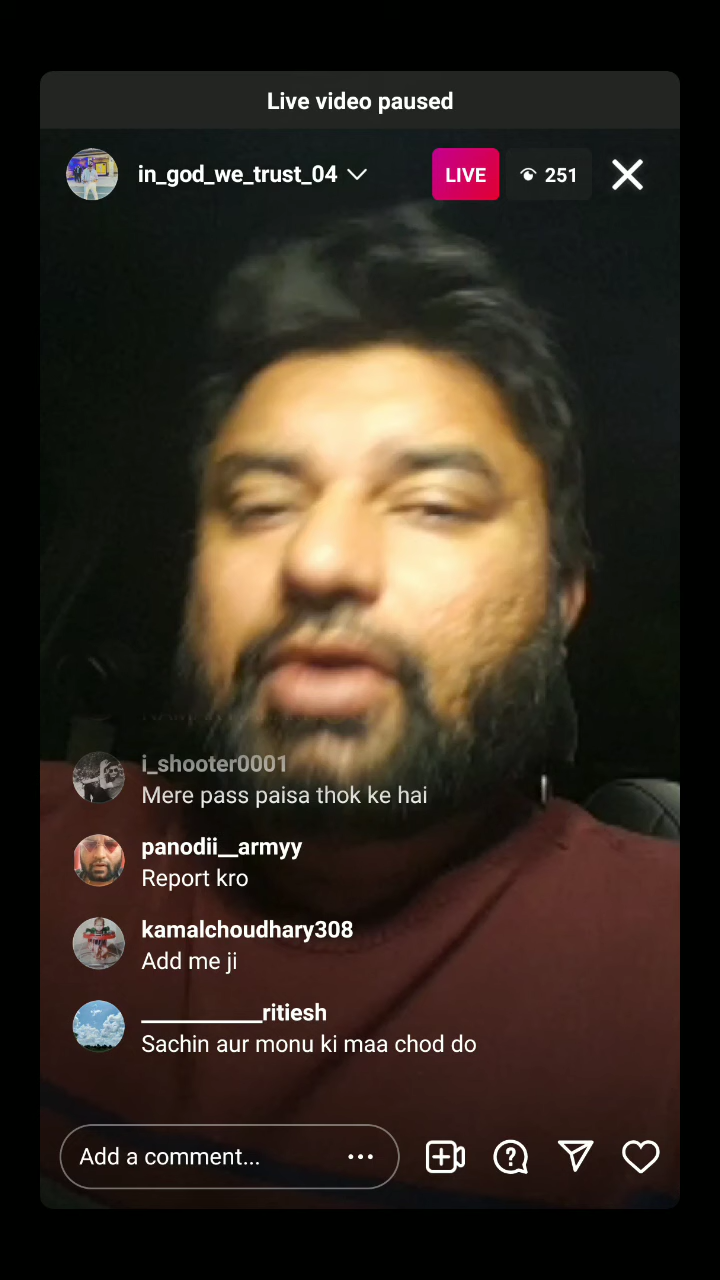 Live video paused
in_god_we_trust_04
LIVE
251
i_shooter0001
Mere pass paisa thok ke hai
panodii__armyy
Report kro
kamalchoudhary308
Add me ji
___________ritiesh
Sachin aur monu ki maa chod do
Add a comment...